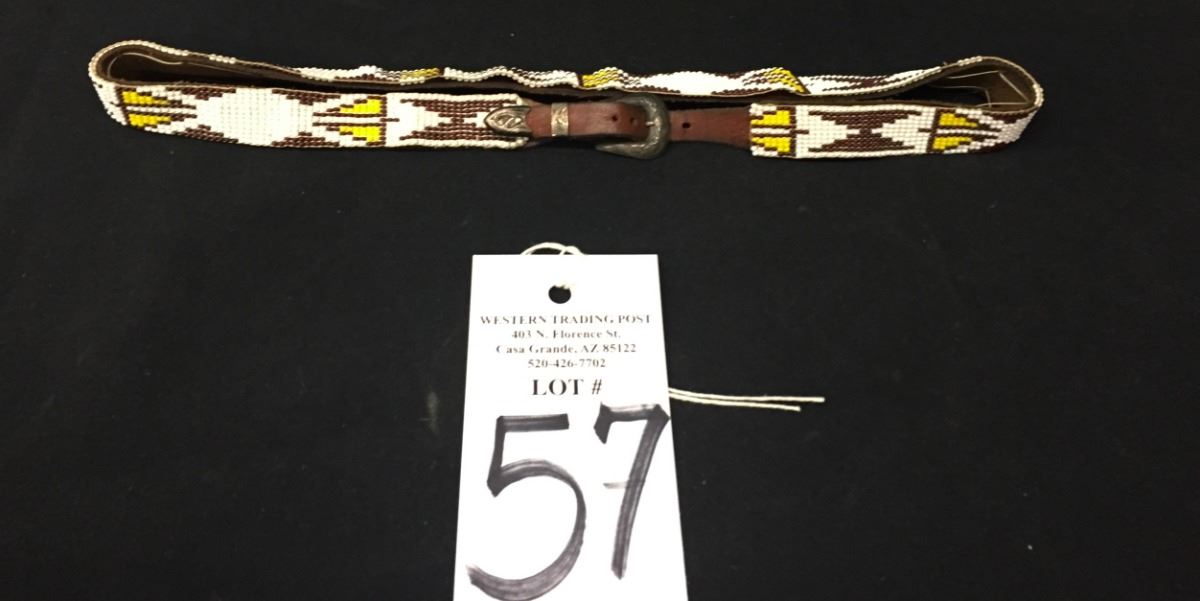 WESTERN TRADING POST
403 N. Florence St.
Casa Grande, AZ 85122
520-426-7702
LOT #
57